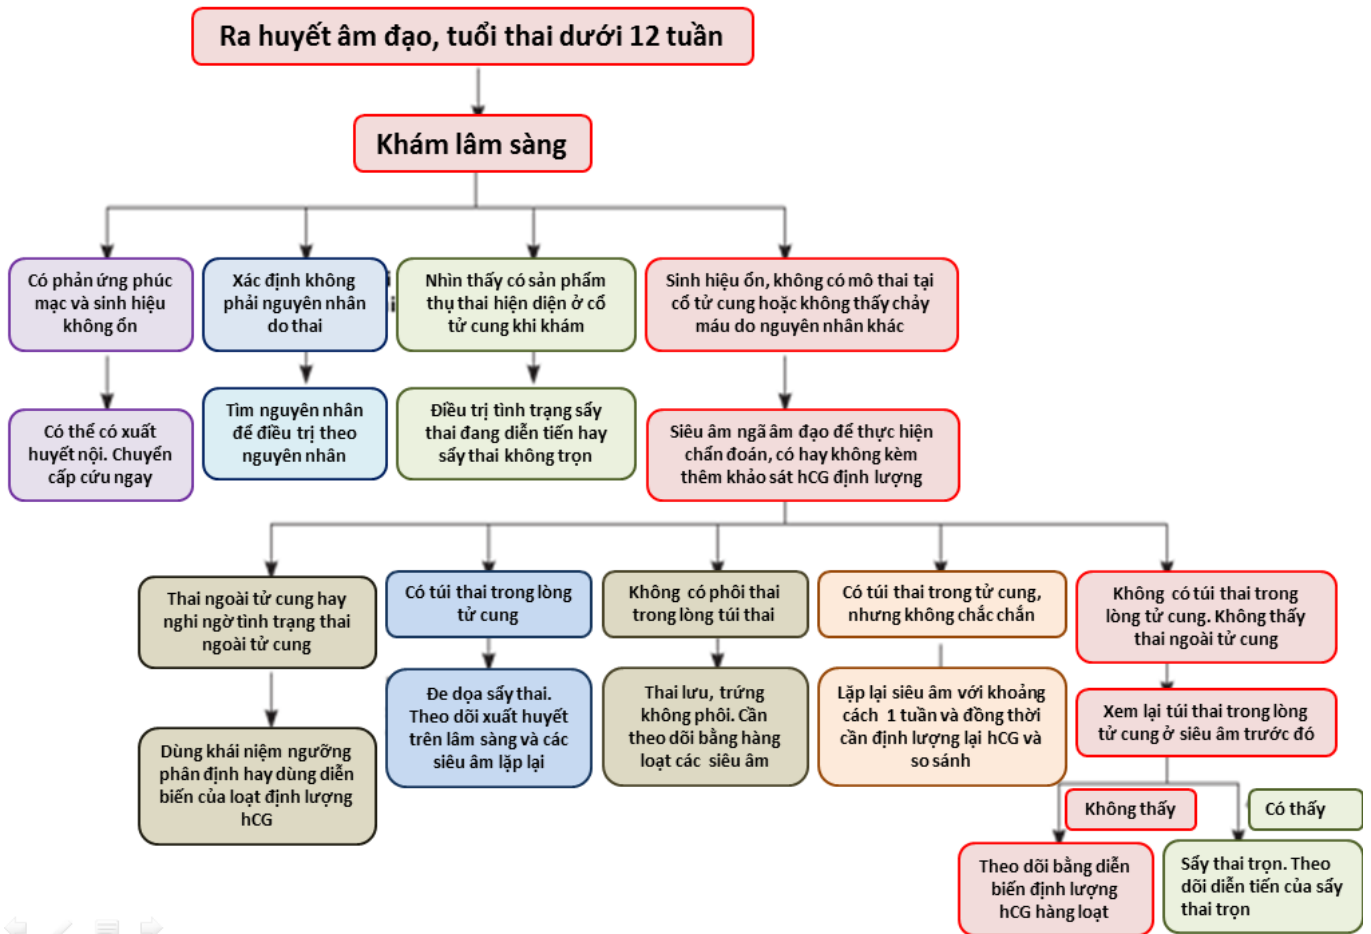 Ra huyết âm đạo, tuổi thai dưới 12 tuần
Khám lâm sàng
Có phản ứng phúc
mạc và sinh hiệu
không ổn
Xác định không
phải nguyên nhân
do thai
Nhìn thấy có sản phẩm
thụ thai hiện diện ở cổ
tử cung khi khám
Sinh hiệu ổn, không có mô thai tại
cổ tử cung hoặc không thấy chảy
máu do nguyên nhân khác
Có thể có xuất
huyết nội. Chuyển
cấp cứu ngay
Tìm nguyên nhân
để điều trị theo
nguyên nhân
Điều trị tình trạng sẩy
thai đang diễn tiến hay
sẩy thai không trọn
Siêu âm ngã âm đạo để thực hiện
chẩn đoán, có hay không kèm
thêm khảo sát hCG định lượng
Thai ngoài tử cung hay
nghi ngờ tình trạng thai
ngoài tử cung
Có túi thai trong lòng
tử cung
Không có phôi thai
trong lòng túi thai
Có túi thai trong tử cung,
nhưng không chắc chắn
Không có túi thai trong
lòng tử cung. Không thấy
thai ngoài tử cung
Dùng khái niệm ngưỡng
phân định hay dùng diễn
biến của loạt định lượng
hCG
Đe dọa sẩy thai.
Theo dõi xuất huyết
trên lâm sàng và các
siêu âm lặp lại
Thai lưu, trứng
không phôi. Cần
theo dõi bằng hàng
loạt các siêu âm
Lặp lại siêu âm với khoảng
cách 1 tuần và đồng thời
cần định lượng lại hCG và
so sánh
Xem lại túi thai trong lòng
tử cung ở siêu âm trước đó
Không thấy
Có thấy
Theo dõi bằng diễn
biến định lượng
hCG hàng loạt
Sẩy thai trọn. Theo
dõi diễn tiến của sẩy
thai trọn